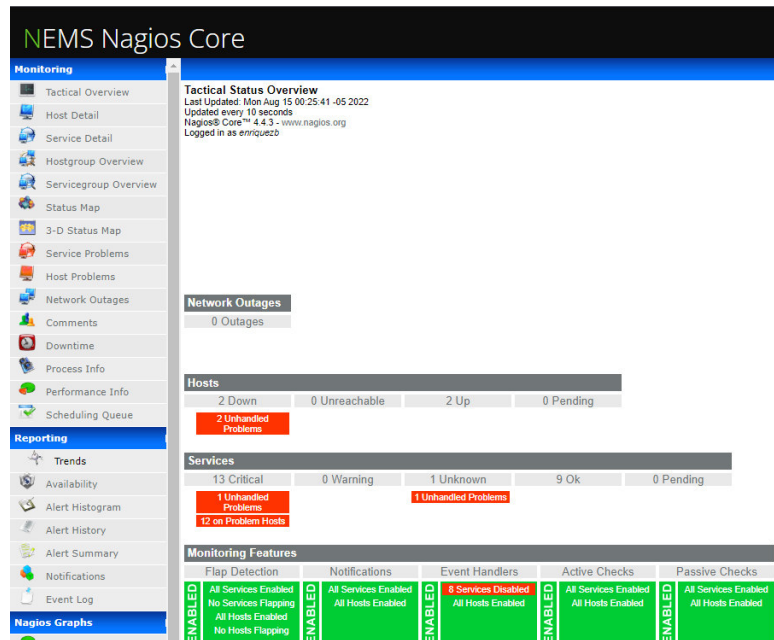 NEMS Nagios Core
Monitoring
Tactical Overview
Host Detail
Service Detail
Hostgroup Overview
Servicegroup Overview
Status Map
3-D Status Map
Service Problems
Host Problems
Network Outages
Comments
Downtime
Process Info
Performance Info
Scheduling Queue
Reporting
Trends
Availability
Alert Histogram
Alert History
Alert Summary
Notifications
Event Log
Nagios Graphs
Tactical Status Overview
Last Updated: Mon Aug 15 00:25:41 -05 2022
Updated every 10 seconds
Nagios® Core™ 4.4.3 - www.nagios.org
Logged in as enriquezb
Network Outages
0 Outages
Hosts
2 Down 0 Unreachable 2 Up 0 Pending
2 Unhandled
Problems
Services
13 Critical 0 Warning 1 Unknown 9 Ok 0 Pending
1 Unhandled
Problems
1 Unhandled Problems
12 on Problem Hosts
Monitoring Features
Flap Detection Notifications Event Handlers Active Checks Passive Checks
ENABLED
All Services Enabled
No Services Flapping
All Hosts Enabled
No Hosts Flapping
ENABLED
All Services Enabled
All Hosts Enabled
ENABLED
8 Services Disabled
All Hosts Enabled
ENABLED
All Services Enabled
All Hosts Enabled
ENABLED
All Services Enabled
All Hosts Enabled